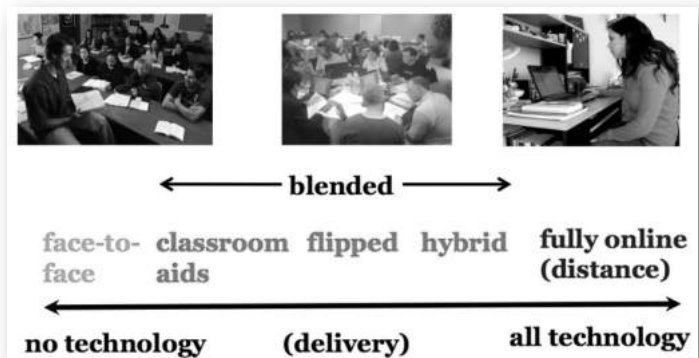 blended
face-to- classroom flipped hybrid fully online
face aids (distance)
no technology (delivery) all technology